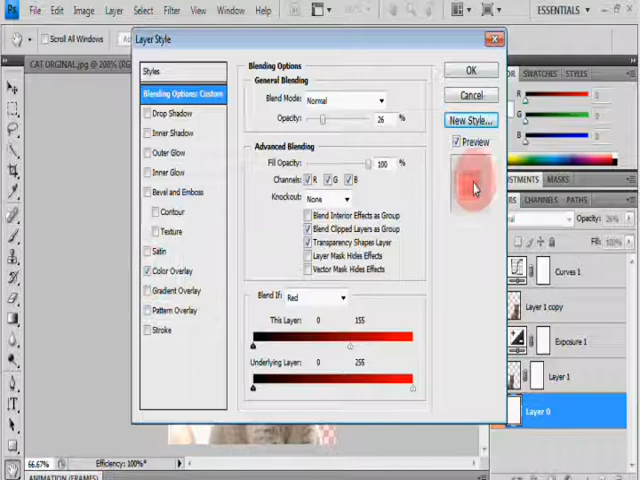 Ps File Edit Image Layer Select Filter View Window Help ESSENTIALS
Scroll All Windows
CAT ORGINAL.jpg @ 200%
Layer Style
Styles
Blending Options: Custom
Drop Shadow
Inner Shadow
Outer Glow
Inner Glow
Bevel and Emboss
Contour
Texture
Satin
Color Overlay
Gradient Overlay
Pattern Overlay
Stroke
Blending Options
General Blending
Blend Mode: Normal
Opacity: 26 %
Advanced Blending
Fill Opacity: 100 %
Channels: R G B
Knockout: None
Blend Interior Effects as Group
Blend Clipped Layers as Group
Transparency Shapes Layer
Layer Mask Hides Effects
Vector Mask Hides Effects
Blend If: Red
This Layer: 0 155
Underlying Layer: 0 255
OK
Cancel
New Style...
Preview
SWATCHES STYLES
R
G
B
MASKS
CHANNELS PATHS
Opacity: 26%
Fill: 100%
Curves 1
Layer 1 copy
Exposure 1
Layer 1
Layer 0
66.67% Efficiency: 100%*
ANIMATION (FRAMES)